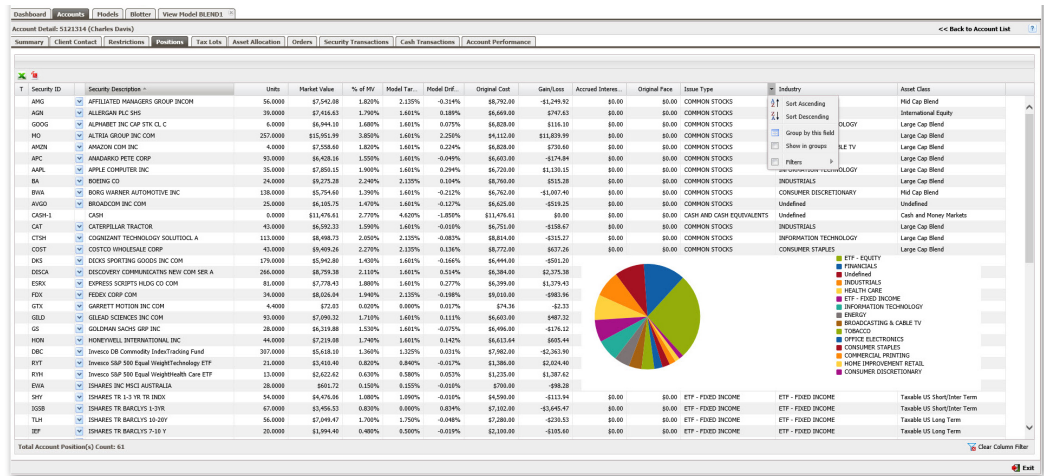 Dashboard Accounts Models Blotter View Model BLEND1
Account Detail: 5121314 (Charles Davis) << Back to Account List ?
Summary Client Contact Restrictions Positions Tax Lots Asset Allocation Orders Security Transactions Cash Transactions Account Performance
T Security ID Security Description Units Market Value % of MV Model Tar... Model Drif... Original Cost Gain/Loss Accrued Interes... Original Face Issue Type Industry Asset Class
AMG AFFILIATED MANAGERS GROUP INCOM 56.0000 $7,542.08 1.820% 2.135% -0.314% $8,792.00 -$1,249.92 $0.00 $0.00 COMMON STOCKS Sort Ascending Mid Cap Blend
AGN ALLERGAN PLC SHS 39.0000 $7,416.63 1.790% 1.601% 0.189% $6,669.00 $747.63 $0.00 $0.00 COMMON STOCKS Sort Descending International Equity
GOOG ALPHABET INC CAP STK CL C 6.0000 $6,944.10 1.680% 1.601% 0.075% $6,828.00 $116.10 $0.00 $0.00 COMMON STOCKS OLOGY Large Cap Blend
MO ALTRIA GROUP INC COM 257.0000 $15,951.99 3.850% 1.601% 2.250% $4,112.00 $11,839.99 $0.00 $0.00 COMMON STOCKS Group by this field Large Cap Blend
AMZN AMAZON COM INC 4.0000 $7,558.60 1.820% 1.601% 0.224% $6,828.00 $730.60 $0.00 $0.00 COMMON STOCKS Show in groups LE TV Large Cap Blend
APC ANADARKO PETE CORP 93.0000 $6,428.16 1.550% 1.601% -0.049% $6,603.00 -$174.84 $0.00 $0.00 COMMON STOCKS Filters Large Cap Blend
AAPL APPLE COMPUTER INC 35.0000 $7,850.15 1.900% 1.601% 0.294% $6,720.00 $1,130.15 $0.00 $0.00 COMMON STOCKS INFORMATION TECHNOLOGY Large Cap Blend
BA BOEING CO 24.0000 $9,275.28 2.240% 2.135% 0.104% $8,760.00 $515.28 $0.00 $0.00 COMMON STOCKS INDUSTRIALS Large Cap Blend
BWA BORG WARNER AUTOMOTIVE INC 138.0000 $5,754.60 1.390% 1.601% -0.212% $6,762.00 -$1,007.40 $0.00 $0.00 COMMON STOCKS CONSUMER DISCRETIONARY Mid Cap Blend
AVGO BROADCOM INC COM 25.0000 $6,105.75 1.470% 1.601% -0.127% $6,625.00 -$519.25 $0.00 $0.00 COMMON STOCKS Undefined Undefined
CASH-1 CASH 0.0000 $11,476.61 2.770% 4.620% -1.850% $11,476.61 $0.00 $0.00 $0.00 CASH AND CASH EQUIVALENTS Undefined Cash and Money Markets
CAT CATERPILLAR TRACTOR 43.0000 $6,592.33 1.590% 1.601% -0.010% $6,751.00 -$158.67 $0.00 $0.00 COMMON STOCKS INDUSTRIALS Large Cap Blend
CTSH COGNIZANT TECHNOLOGY SOLUTIOCL A 113.0000 $8,498.73 2.050% 2.135% -0.083% $8,814.00 -$315.27 $0.00 $0.00 COMMON STOCKS INFORMATION TECHNOLOGY Large Cap Blend
COST COSTCO WHOLESALE CORP 43.0000 $9,409.26 2.270% 2.135% 0.136% $8,772.00 $637.26 $0.00 $0.00 COMMON STOCKS CONSUMER STAPLES Large Cap Blend
DKS DICKS SPORTING GOODS INC COM 179.0000 $5,942.80 1.430% 1.601% -0.166% $6,444.00 -$501.20
DISCA DISCOVERY COMMUNICATNS NEW COM SER A 266.0000 $8,759.38 2.110% 1.601% 0.514% $6,384.00 $2,375.38
ESRX EXPRESS SCRIPTS HLDG CO COM 81.0000 $7,778.43 1.880% 1.601% 0.277% $6,399.00 $1,379.43
FDX FEDEX CORP COM 34.0000 $8,026.04 1.940% 2.135% -0.198% $9,010.00 -$983.96
GTX GARRETT MOTION INC COM 4.4000 $72.03 0.020% 0.000% 0.017% $74.36 -$2.33
GILD GILEAD SCIENCES INC COM 93.0000 $7,090.32 1.710% 1.601% 0.111% $6,603.00 $487.32
GS GOLDMAN SACHS GRP INC 28.0000 $6,319.88 1.530% 1.601% -0.075% $6,496.00 -$176.12
HON HONEYWELL INTERNATIONAL INC 44.0000 $7,219.08 1.740% 1.601% 0.142% $6,613.64 $605.44
DBC Invesco DB Commodity IndexTracking Fund 307.0000 $5,618.10 1.360% 1.325% 0.031% $7,982.00 -$2,363.90
RYT Invesco S&P 500 Equal WeightTechnology ETF 21.0000 $3,410.40 0.820% 0.840% -0.017% $1,386.00 $2,024.40
RYH Invesco S&P 500 Equal WeightHealth Care ETF 13.0000 $2,622.62 0.630% 0.580% 0.053% $1,235.00 $1,387.62
EWA ISHARES INC MSCI AUSTRALIA 28.0000 $601.72 0.150% 0.155% -0.010% $700.00 -$98.28
ETF - EQUITY
FINANCIALS
Undefined
INDUSTRIALS
HEALTH CARE
ETF - FIXED INCOME
INFORMATION TECHNOLOGY
ENERGY
BROADCASTING & CABLE TV
TOBACCO
OFFICE ELECTRONICS
CONSUMER STAPLES
COMMERCIAL PRINTING
HOME IMPROVEMENT RETAIL
CONSUMER DISCRETIONARY
SHY ISHARES TR 1-3 YR TR INDX 54.0000 $4,476.06 1.080% 1.090% -0.010% $4,590.00 -$113.94 $0.00 $0.00 ETF - FIXED INCOME ETF - FIXED INCOME Taxable US Short/Inter Term
IGSB ISHARES TR BARCLYS 1-3YR 67.0000 $3,456.53 0.830% 0.000% 0.834% $7,102.00 -$3,645.47 $0.00 $0.00 ETF - FIXED INCOME ETF - FIXED INCOME Taxable US Short/Inter Term
TLH ISHARES TR BARCLYS 10-20Y 56.0000 $7,049.47 1.700% 1.750% -0.048% $7,280.00 -$230.53 $0.00 $0.00 ETF - FIXED INCOME ETF - FIXED INCOME Taxable US Long Term
IEF ISHARES TR BARCLYS 7-10 Y 20.0000 $1,994.40 0.480% 0.500% -0.019% $2,100.00 -$105.60 $0.00 $0.00 ETF - FIXED INCOME ETF - FIXED INCOME Taxable US Long Term
Total Account Position(s) Count: 61 Clear Column Filter
Exit